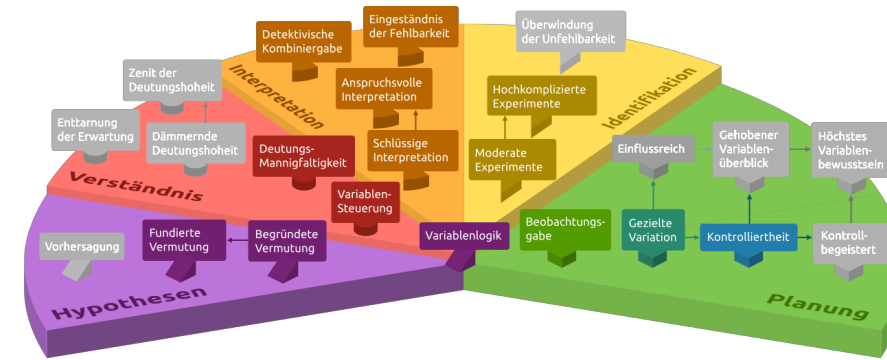 Detektivische
Kombiniergabe
Eingeständnis
der Fehlbarkeit
Überwindung
der Unfehlbarkeit
Zenit der
Deutungshoheit
Interpretation
Anspruchsvolle
Interpretation
Hochkomplizierte
Experimente
Identifikation
Enttarnung
der Erwartung
Dämmernde
Deutungshoheit
Deutungs-
Mannigfaltigkeit
Schlüssige
Interpretation
Moderate
Experimente
Einflussreich
Gehobener
Variablen-
überblick
Höchstes
Variablen-
bewusstsein
Verständnis
Variablen-
Steuerung
Vorhersagung
Fundierte
Vermutung
Begründete
Vermutung
Variablenlogik
Beobachtungs-
gabe
Gezielte
Variation
Kontrolliertheit
Kontroll-
begeistert
Hypothesen
Planung